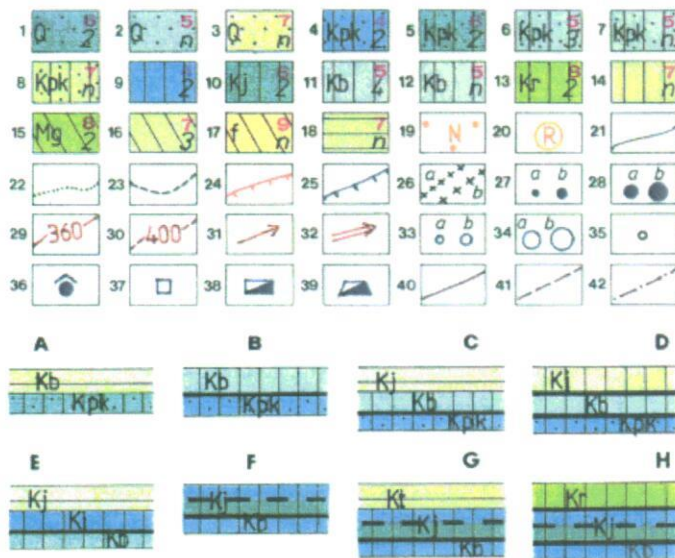 1 Q 6 2 2 Q 5 n 3 Q 7 n 4 Kpk 4 2 5 Kpk 6 2 6 Kpk 5 3 7 Kpk 5 n
8 Kpk 7 n 9 2 10 Kj 6 2 11 Kb 5 4 12 Kb 5 n 13 Kr 8 2 14 7 n
15 Mg 8 2 16 7 3 17 f 9 n 18 7 n 19 N 20 R 21
22 23 24 25 26 a b 27 a b 28 a b
29 360 30 400 31 32 33 a b 34 a b 35
36 37 38 39 40 41 42
A B C D
Kb Kb Kj Kj
Kpk Kpk Kb Kb
Kpk Kpk
E F G H
Kj Kj Kt Kr
Kj Kb Kj Kj
Kb Kb